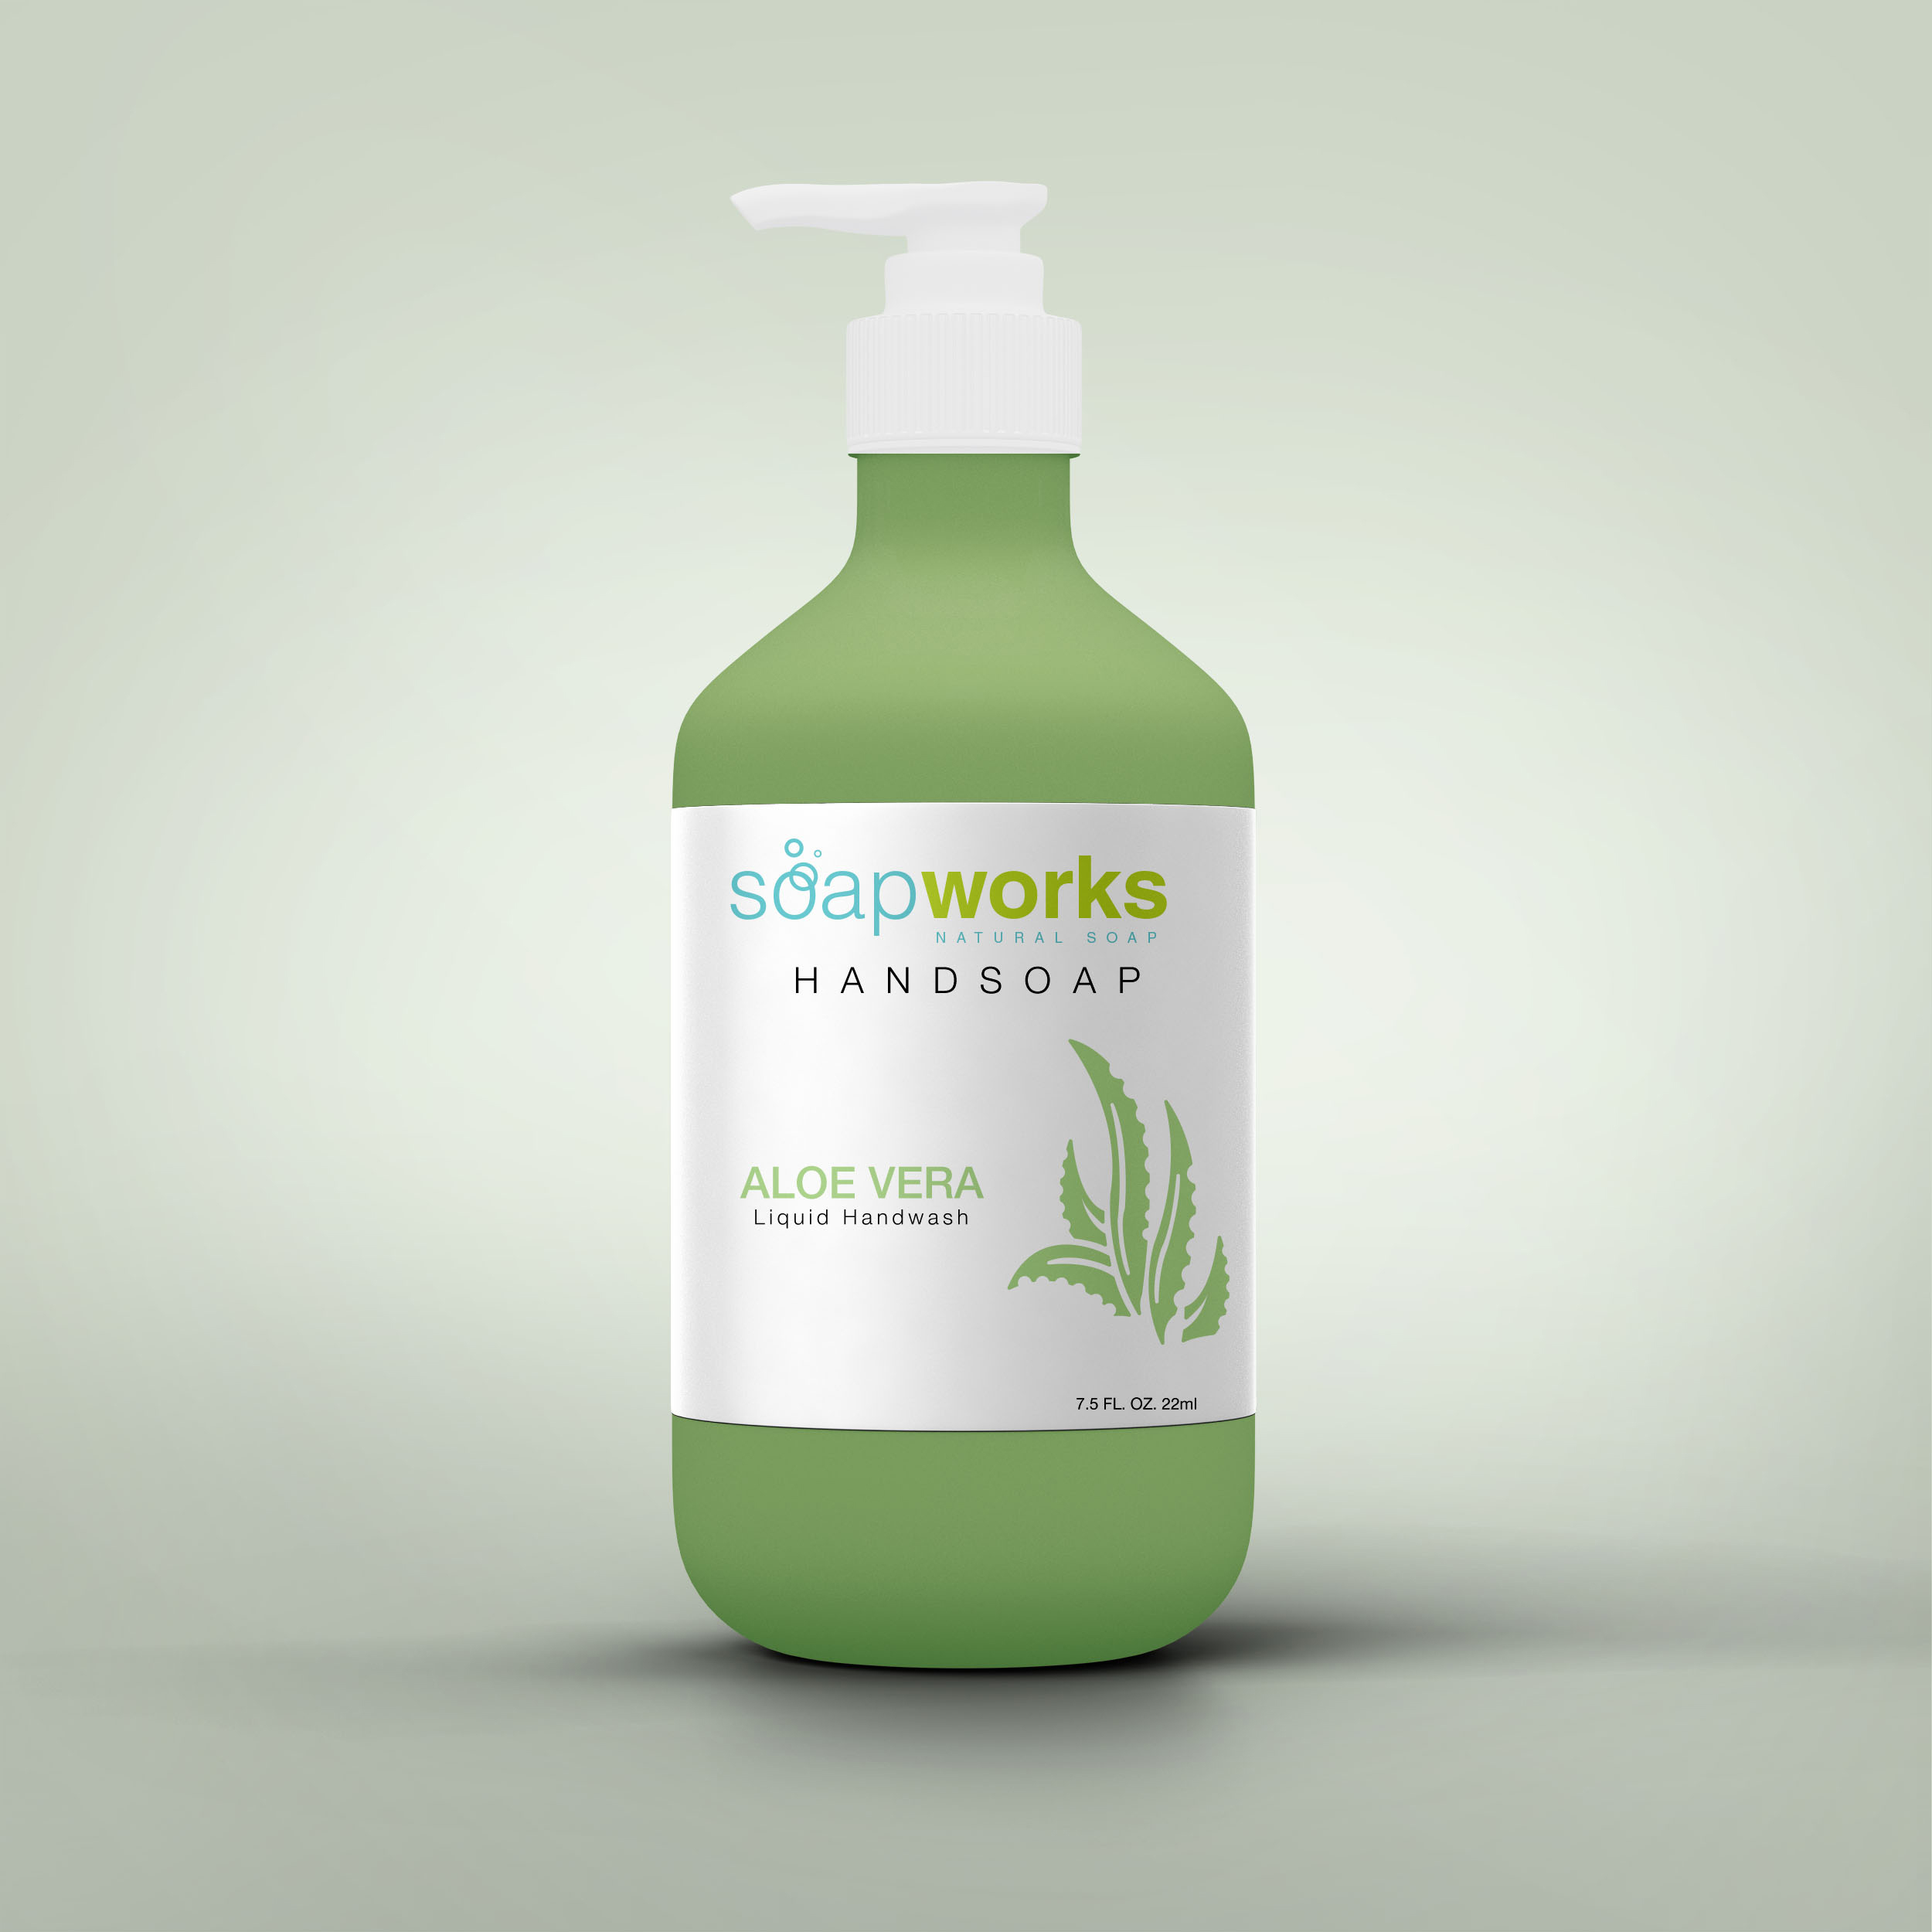 soapworks
NATURAL SOAP
HANDSOAP
ALOE VERA
Liquid Handwash
7.5 FL. OZ. 22ml